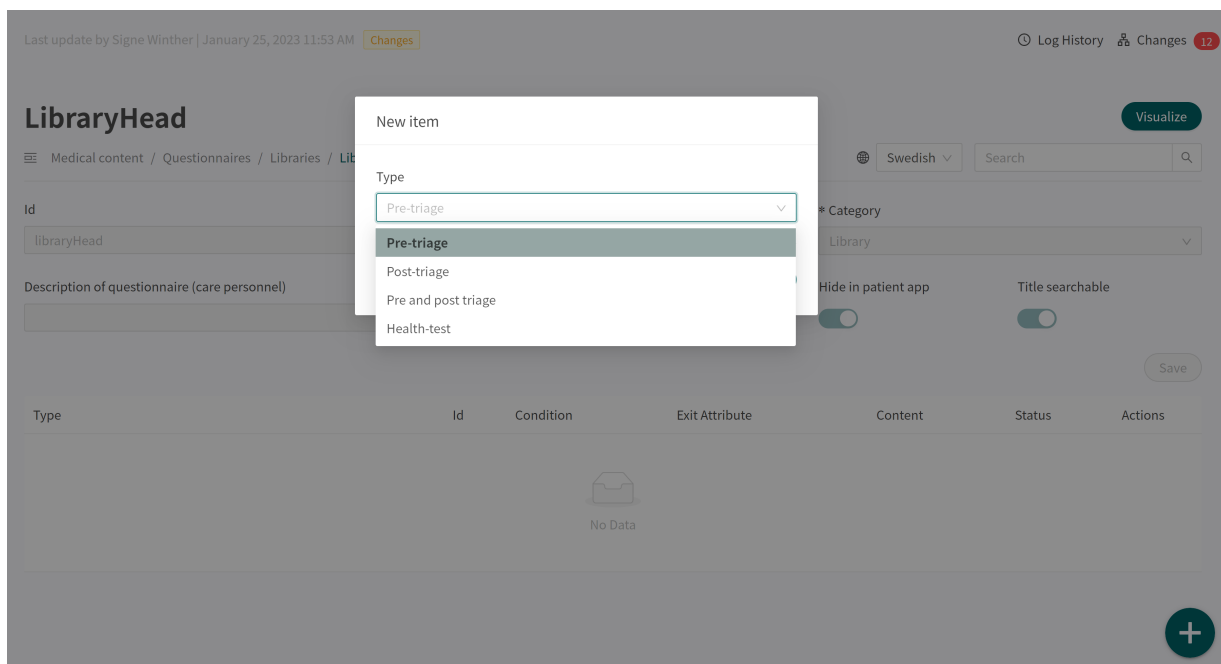 Last update by Signe Winther | January 25, 2023 11:53 AM Changes
Log History Changes 12
LibraryHead
Visualize
Medical content / Questionnaires / Libraries / Lib
Swedish
Search
New item
Type
Pre-triage
Pre-triage
Post-triage
Pre and post triage
Health-test
Id
libraryHead
* Category
Library
Description of questionnaire (care personnel)
Hide in patient app
Title searchable
Save
Type Id Condition Exit Attribute Content Status Actions
No Data